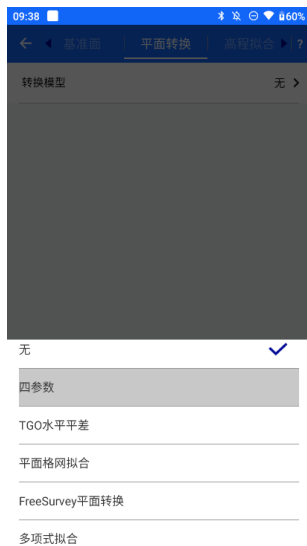 09:38 60%
基准面 平面转换 高程拟合 ?
转换模型 无
无
四参数
TGO水平平差
平面格网拟合
FreeSurvey平面转换
多项式拟合